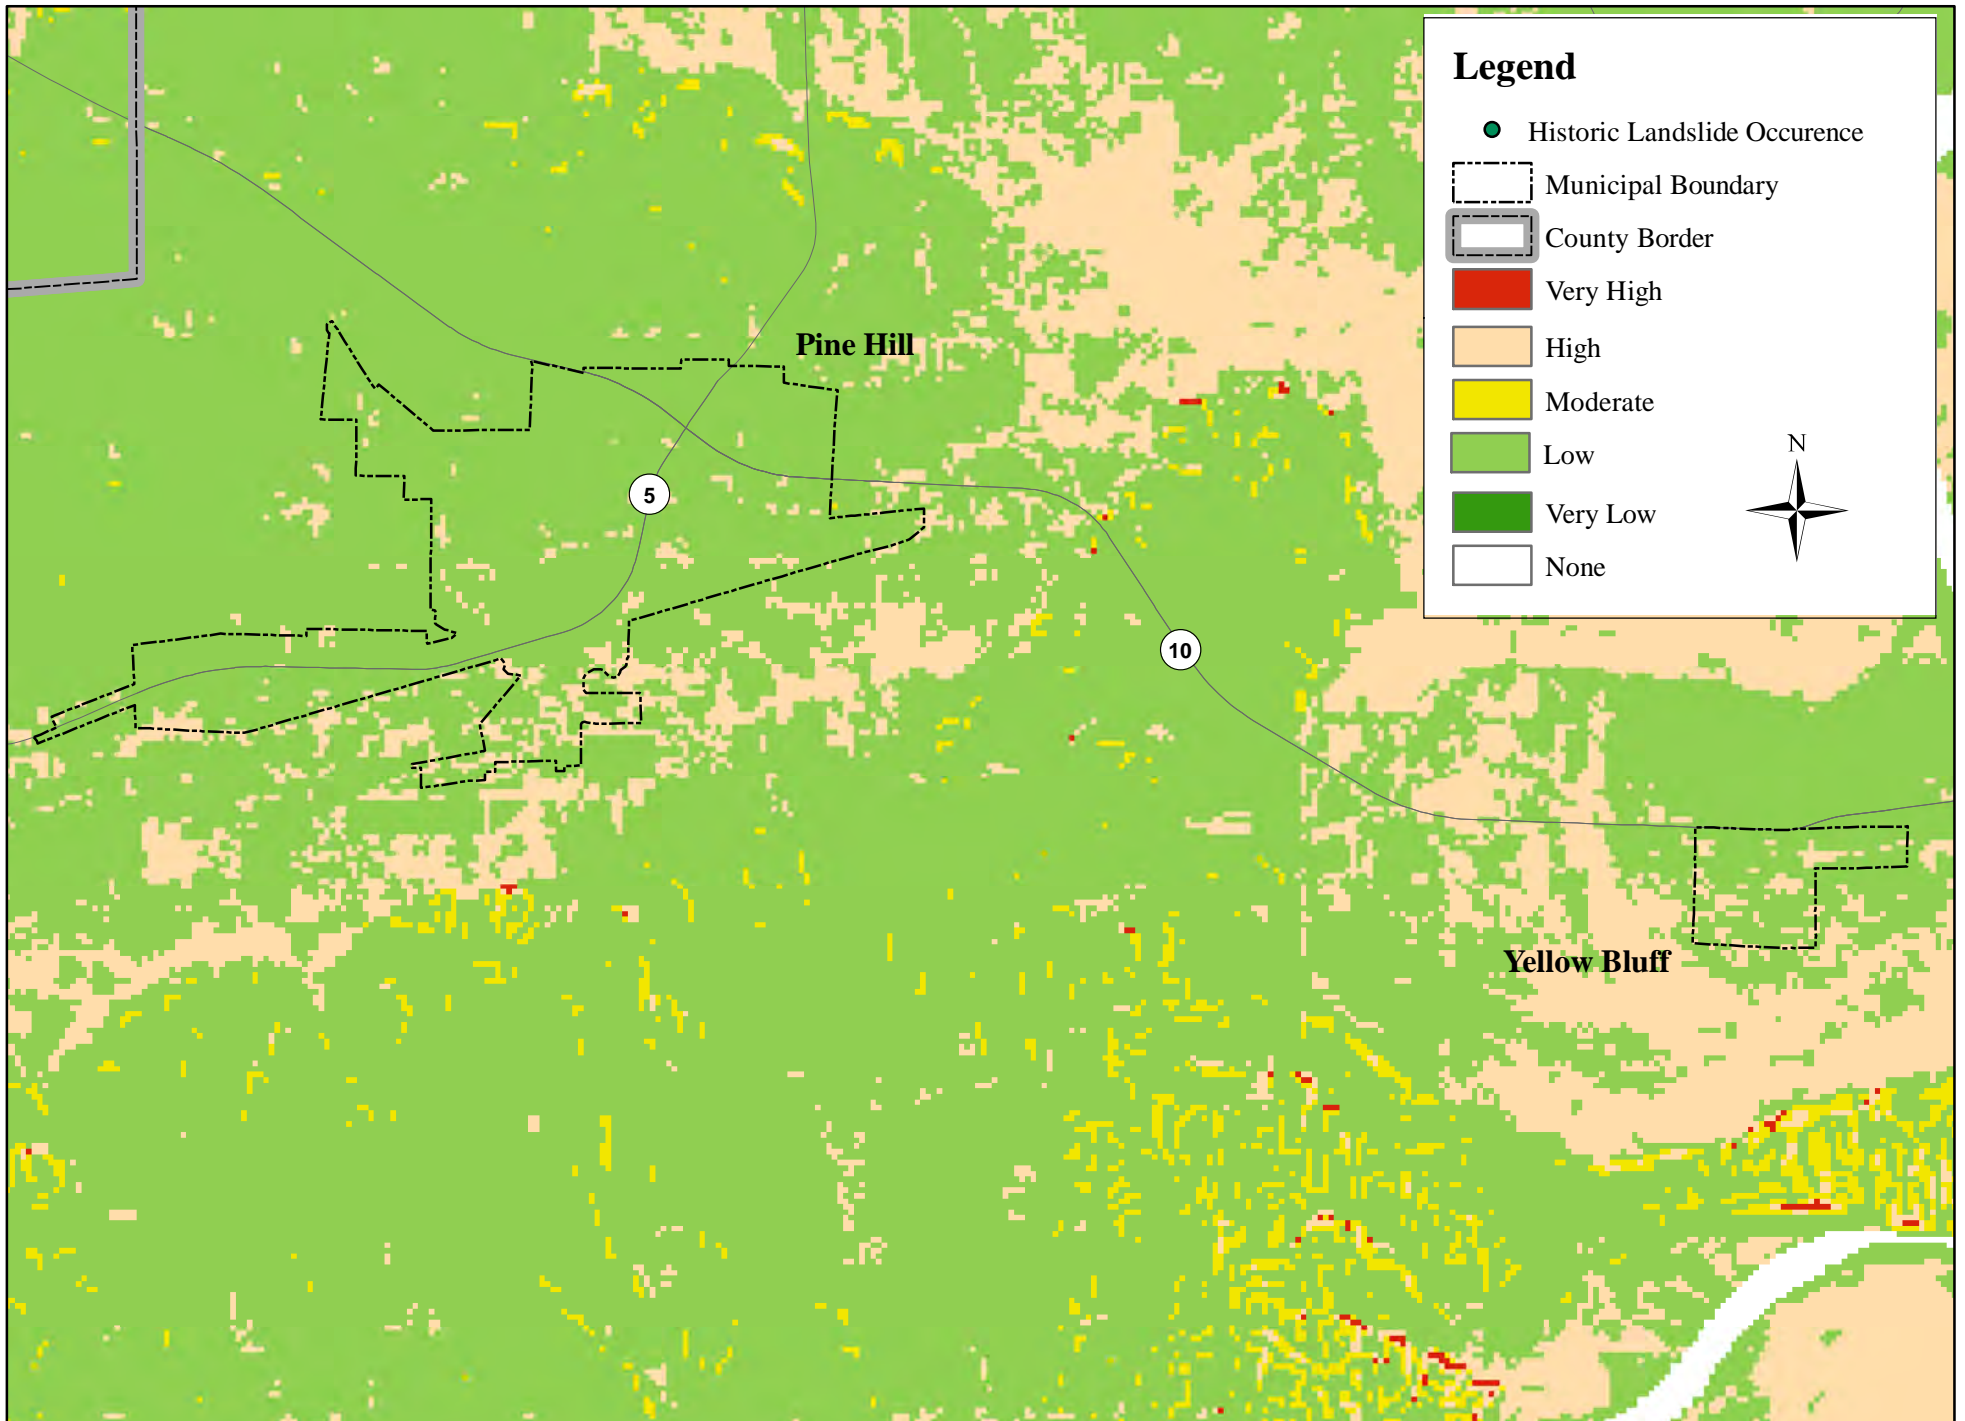 Legend
Historic Landslide Occurence
Municipal Boundary
County Border
Very High
High
Moderate
Low
Very Low
None
N
Pine Hill
5
10
Yellow Bluff